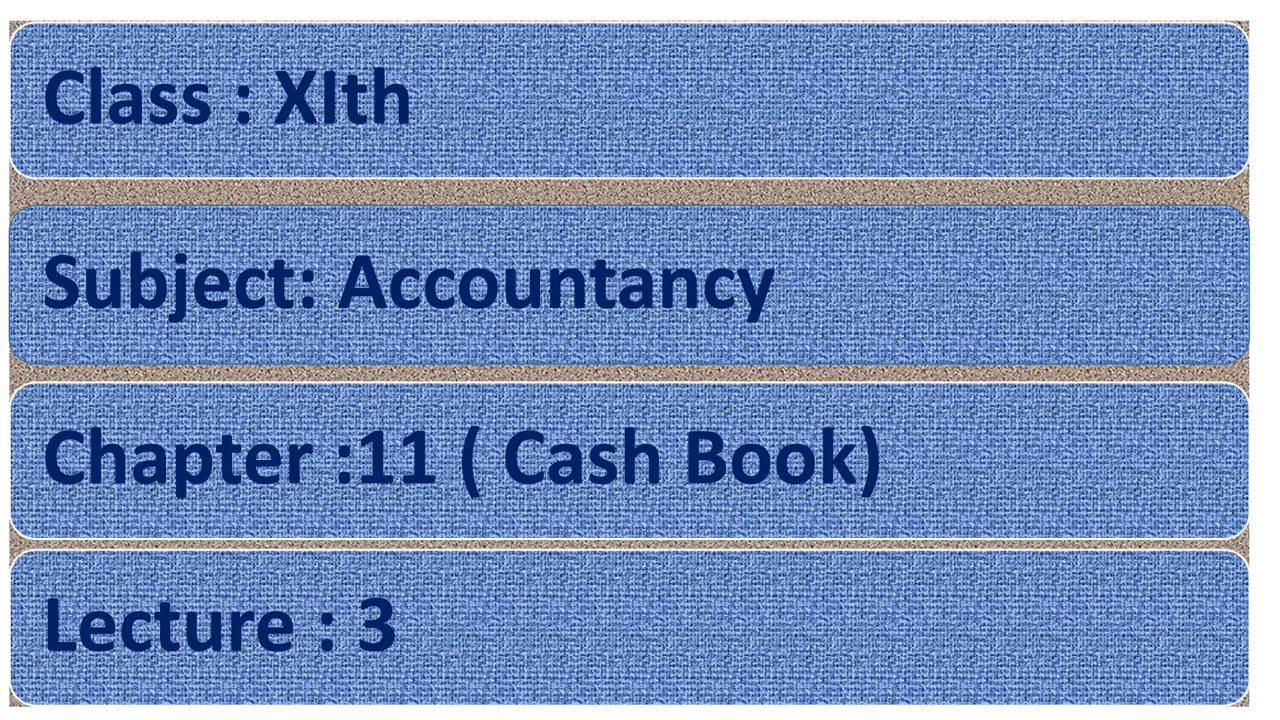 Class : XIth
Subject: Accountancy
Chapter :11 ( Cash Book)
Lecture : 3